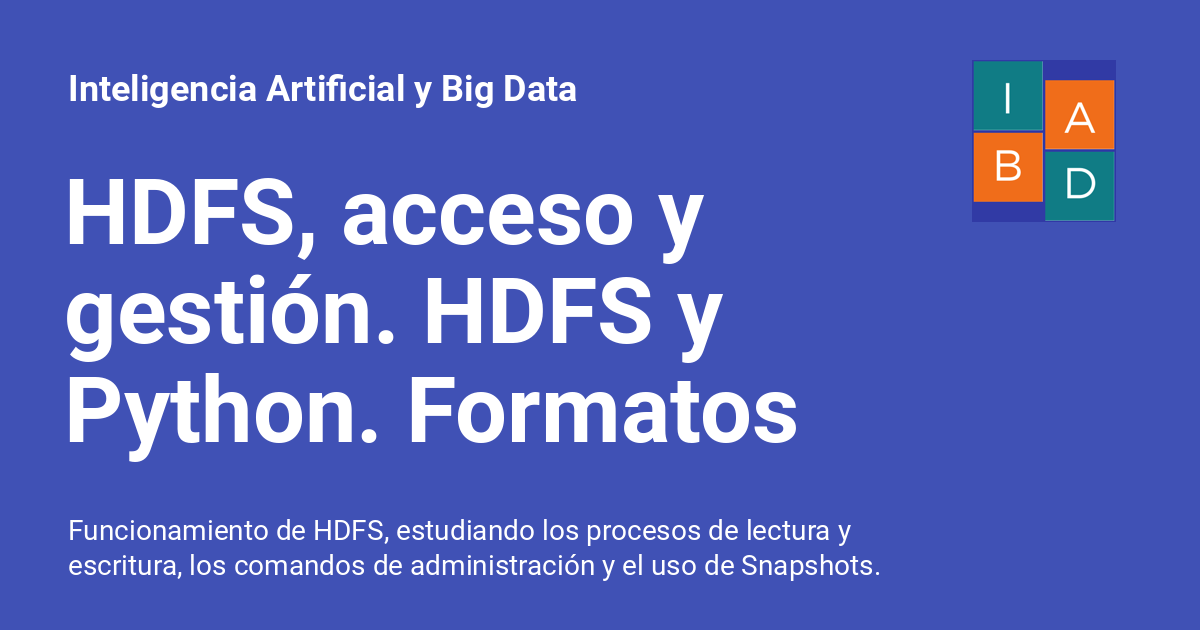 Inteligencia Artificial y Big Data
I
A
B
D
HDFS, acceso y
gestión. HDFS y
Python. Formatos
Funcionamiento de HDFS, estudiando los procesos de lectura y
escritura, los comandos de administración y el uso de Snapshots.